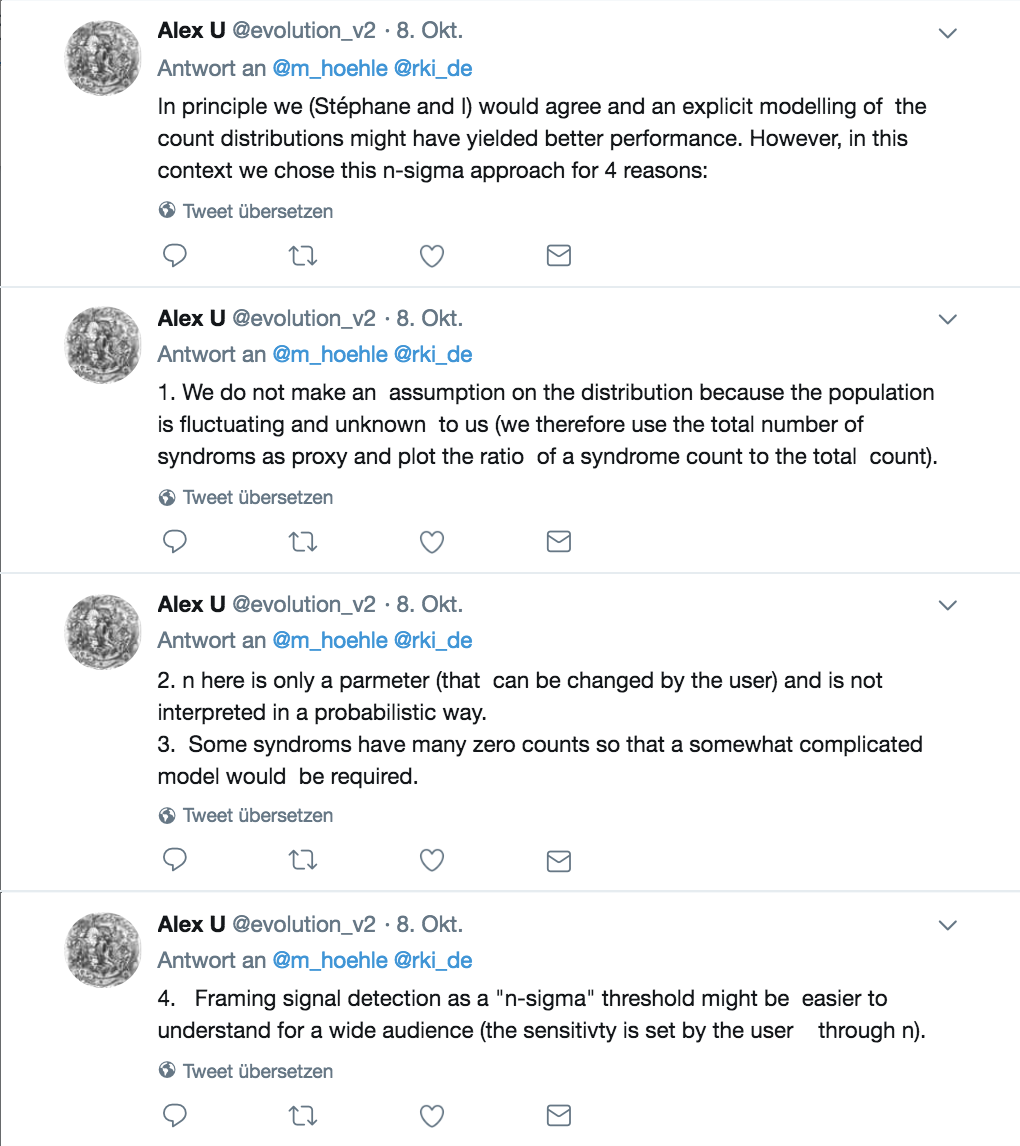 Alex U @evolution_v2 · 8. Okt.
Antwort an @m_hoehle @rki_de
In principle we (Stéphane and I) would agree and an explicit modelling of  the
count distributions might have yielded better performance. However, in this
context we chose this n-sigma approach for 4 reasons:
Tweet übersetzen
Alex U @evolution_v2 · 8. Okt.
Antwort an @m_hoehle @rki_de
1. We do not make an  assumption on the distribution because the population
is fluctuating and unknown  to us (we therefore use the total number of
syndroms as proxy and plot the ratio  of a syndrome count to the total  count).
Tweet übersetzen
Alex U @evolution_v2 · 8. Okt.
Antwort an @m_hoehle @rki_de
2. n here is only a parmeter (that  can be changed by the user) and is not
interpreted in a probabilistic way.
3.  Some syndroms have many zero counts so that a somewhat complicated
model would  be required.
Tweet übersetzen
Alex U @evolution_v2 · 8. Okt.
Antwort an @m_hoehle @rki_de
4.   Framing signal detection as a "n-sigma" threshold might be  easier to
understand for a wide audience (the sensitivty is set by the user    through n).
Tweet übersetzen